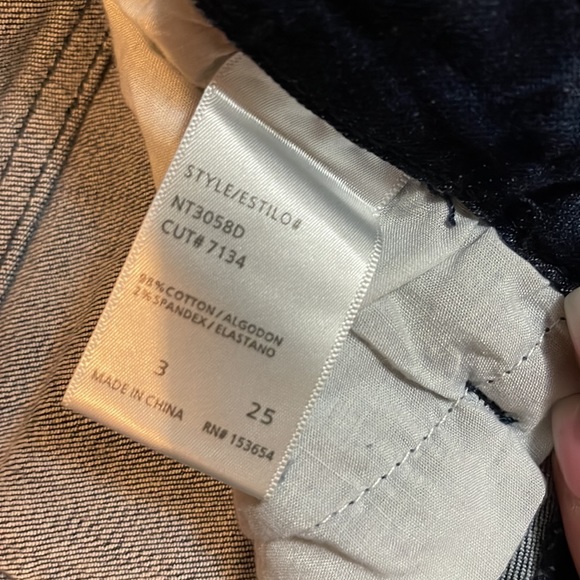 STYLE/ESTILO#
NT3058D
CUT# 7134
98% COTTON/ALGODON
2% SPANDEX/ELASTANO
3 25
MADE IN CHINA RN# 153654